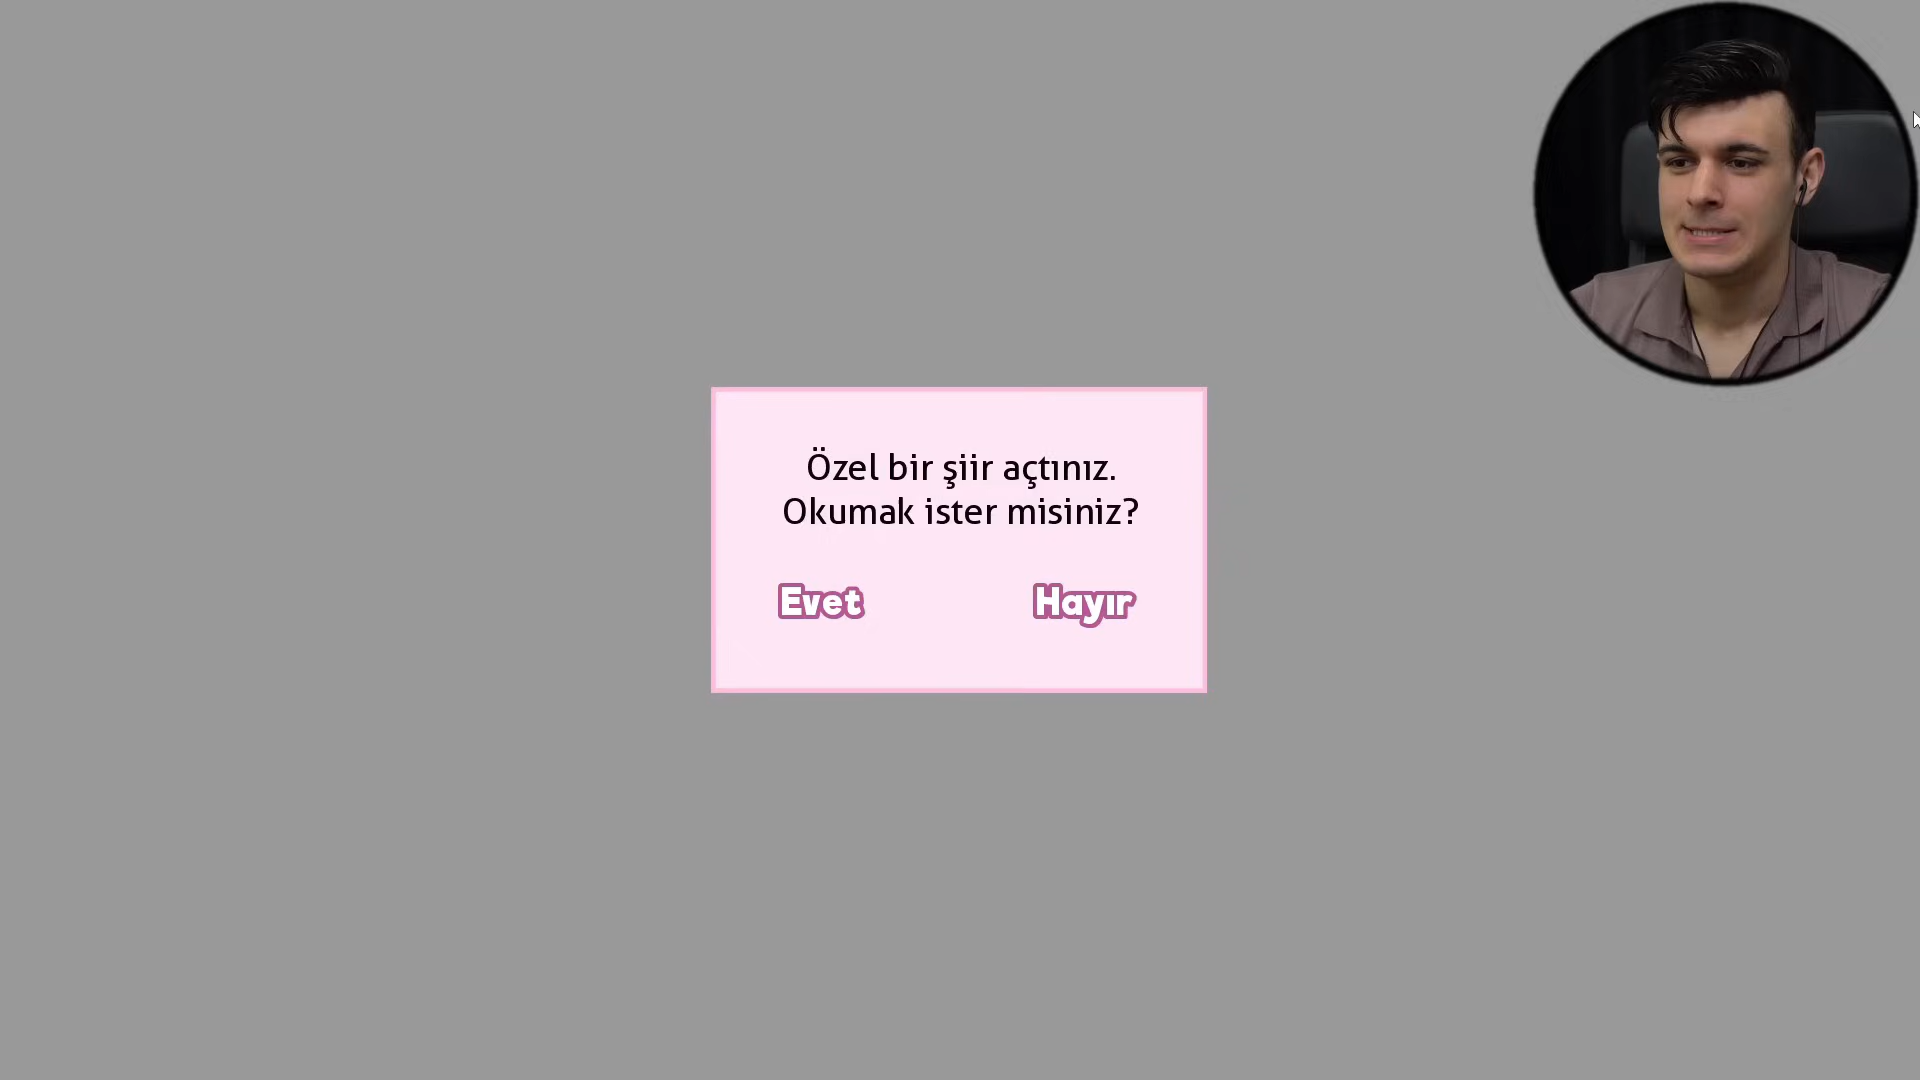 Özel bir şiir açtınız.
Okumak ister misiniz?
Evet
Hayır